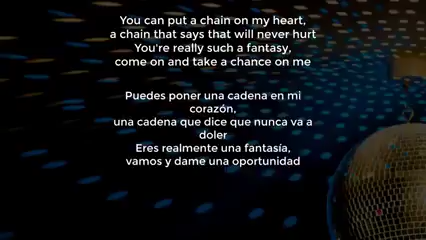 You can put a chain on my heart,
a chain that says that will never hurt
You're really such a fantasy,
come on and take a chance on me
Puedes poner una cadena en mi
corazón,
una cadena que dice que nunca va a
doler
Eres realmente una fantasía,
vamos y dame una oportunidad